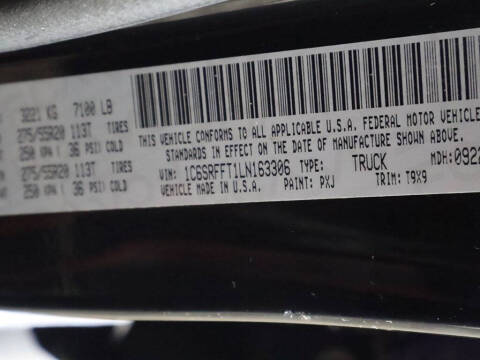 3221 KG 7100 LB
275/55R20 113T TIRES
250 KPA ( 36 PSI) COLD
275/55R20 113T TIRES
250 KPA ( 36 PSI) COLD
THIS VEHICLE CONFORMS TO ALL APPLICABLE U.S.A. FEDERAL MOTOR VEHICLE
STANDARDS IN EFFECT ON THE DATE OF MANUFACTURE SHOWN ABOVE
VIN: 1C6SRFFT1LN163306 TYPE: TRUCK MDH:0922
VEHICLE MADE IN U.S.A. PAINT: PXJ TRIM: T9X9